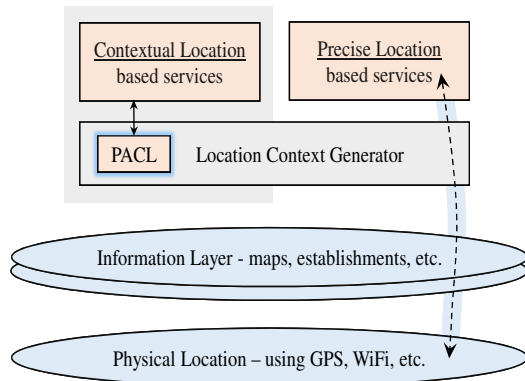 Contextual Location
based services
Precise Location
based services
PACL
Location Context Generator
Information Layer - maps, establishments, etc.
Physical Location – using GPS, WiFi, etc.